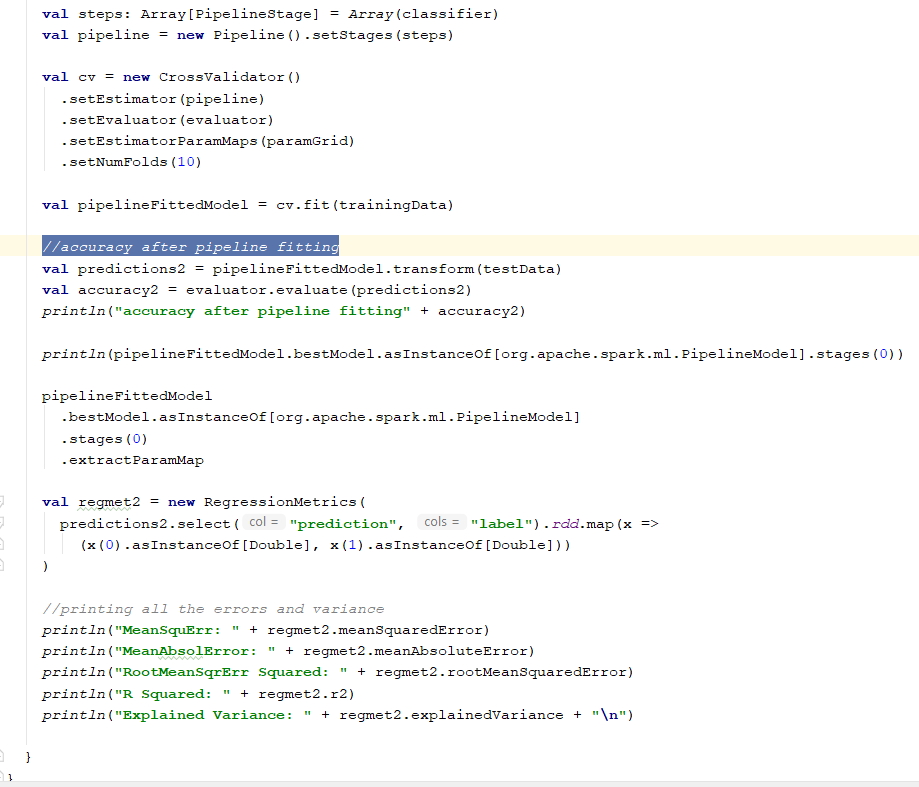 val steps: Array[PipelineStage] = Array(classifier)
val pipeline = new Pipeline().setStages(steps)
val cv = new CrossValidator()
.setEstimator(pipeline)
.setEvaluator(evaluator)
.setEstimatorParamMaps(paramGrid)
.setNumFolds(10)
val pipelineFittedModel = cv.fit(trainingData)
//accuracy after pipeline fitting
val predictions2 = pipelineFittedModel.transform(testData)
val accuracy2 = evaluator.evaluate(predictions2)
println("accuracy after pipeline fitting" + accuracy2)
println(pipelineFittedModel.bestModel.asInstanceOf[org.apache.spark.ml.PipelineModel].stages(0))
pipelineFittedModel
.bestModel.asInstanceOf[org.apache.spark.ml.PipelineModel]
.stages(0)
.extractParamMap
val regmet2 = new RegressionMetrics(
predictions2.select( col = "prediction", cols = "label").rdd.map(x =>
(x(0).asInstanceOf[Double], x(1).asInstanceOf[Double]))
)
//printing all the errors and variance
println("MeanSquErr: " + regmet2.meanSquaredError)
println("MeanAbsolError: " + regmet2.meanAbsoluteError)
println("RootMeanSqrErr Squared: " + regmet2.rootMeanSquaredError)
println("R Squared: " + regmet2.r2)
println("Explained Variance: " + regmet2.explainedVariance + "\n")
}
}